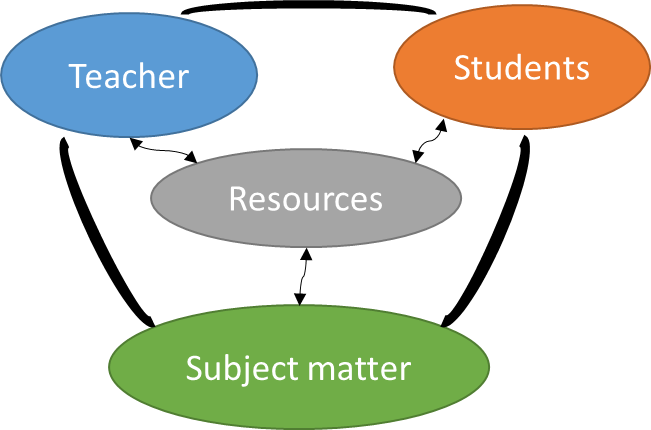 Teacher
Students
Resources
Subject matter